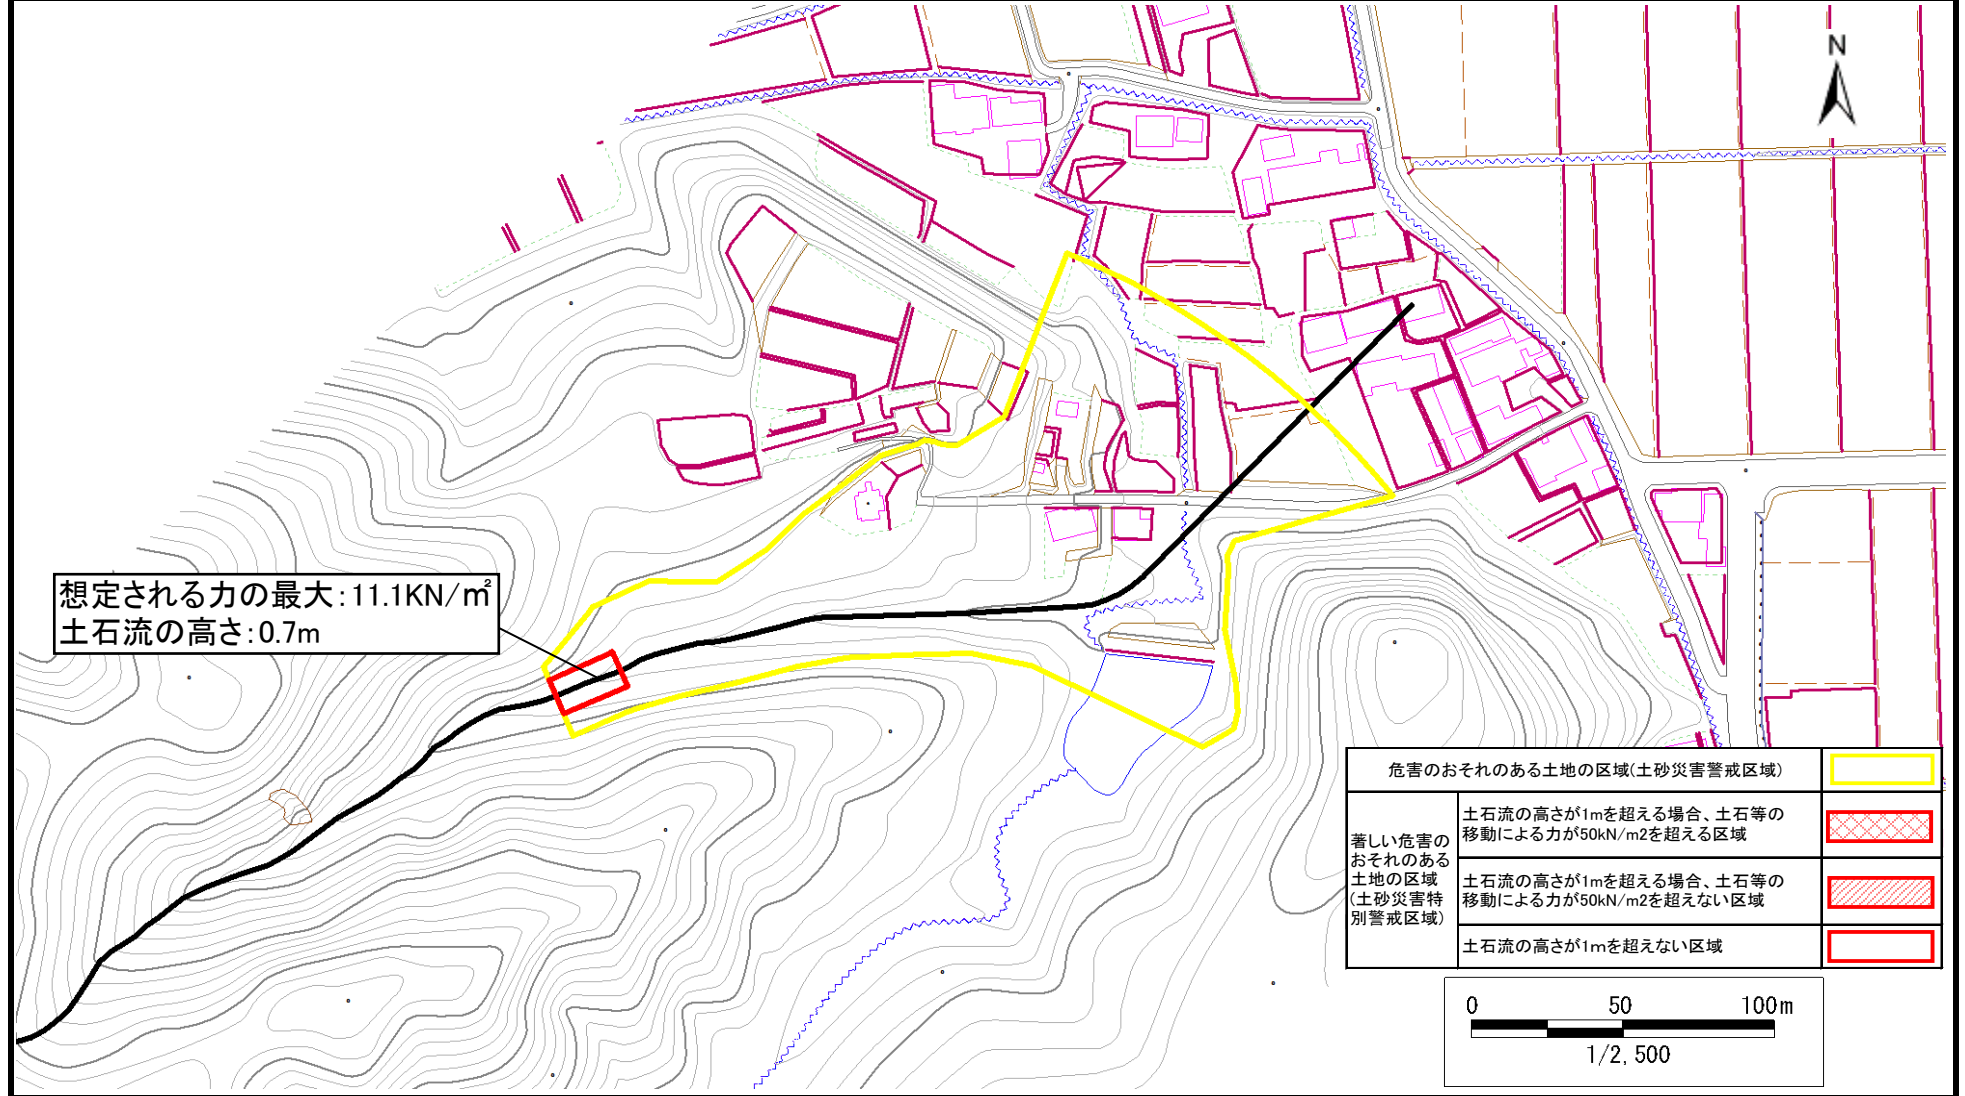 N
想定される力の最大:11.1KN/㎡
土石流の高さ:0.7m
危害のおそれのある土地の区域(土砂災害警戒区域)
著しい危害の
おそれのある
土地の区域
(土砂災害特
別警戒区域)
土石流の高さが1mを超える場合、土石等の
移動による力が50kN/m2を超える区域
土石流の高さが1mを超える場合、土石等の
移動による力が50kN/m2を超えない区域
土石流の高さが1mを超えない区域
0 50 100m
1/2,500